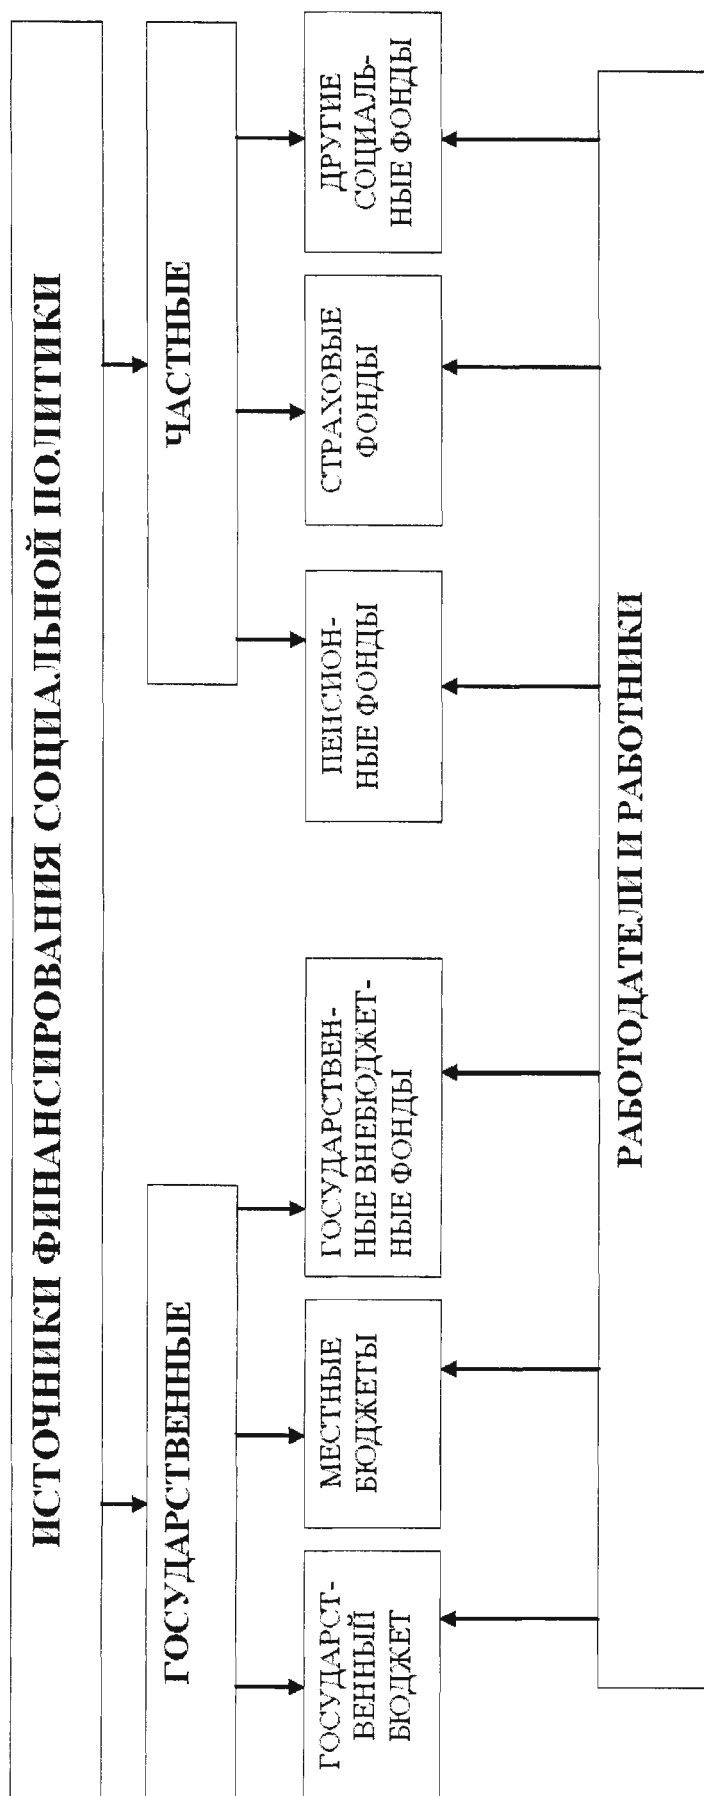 ИСТОЧНИКИ ФИНАНСИРОВАНИЯ СОЦИАЛЬНОЙ ПОЛИТИКИ
ГОСУДАРСТВЕННЫЕ
ЧАСТНЫЕ
ГОСУДАРСТ-
ВЕННЫЙ
БЮДЖЕТ
МЕСТНЫЕ
БЮДЖЕТЫ
ГОСУДАРСТВЕН-
НЫЕ ВНЕБЮДЖЕТ-
НЫЕ ФОНДЫ
ПЕНСИОН-
НЫЕ ФОНДЫ
СТРАХОВЫЕ
ФОНДЫ
ДРУГИЕ
СОЦИАЛЬ-
НЫЕ ФОНДЫ
РАБОТОДАТЕЛИ И РАБОТНИКИ